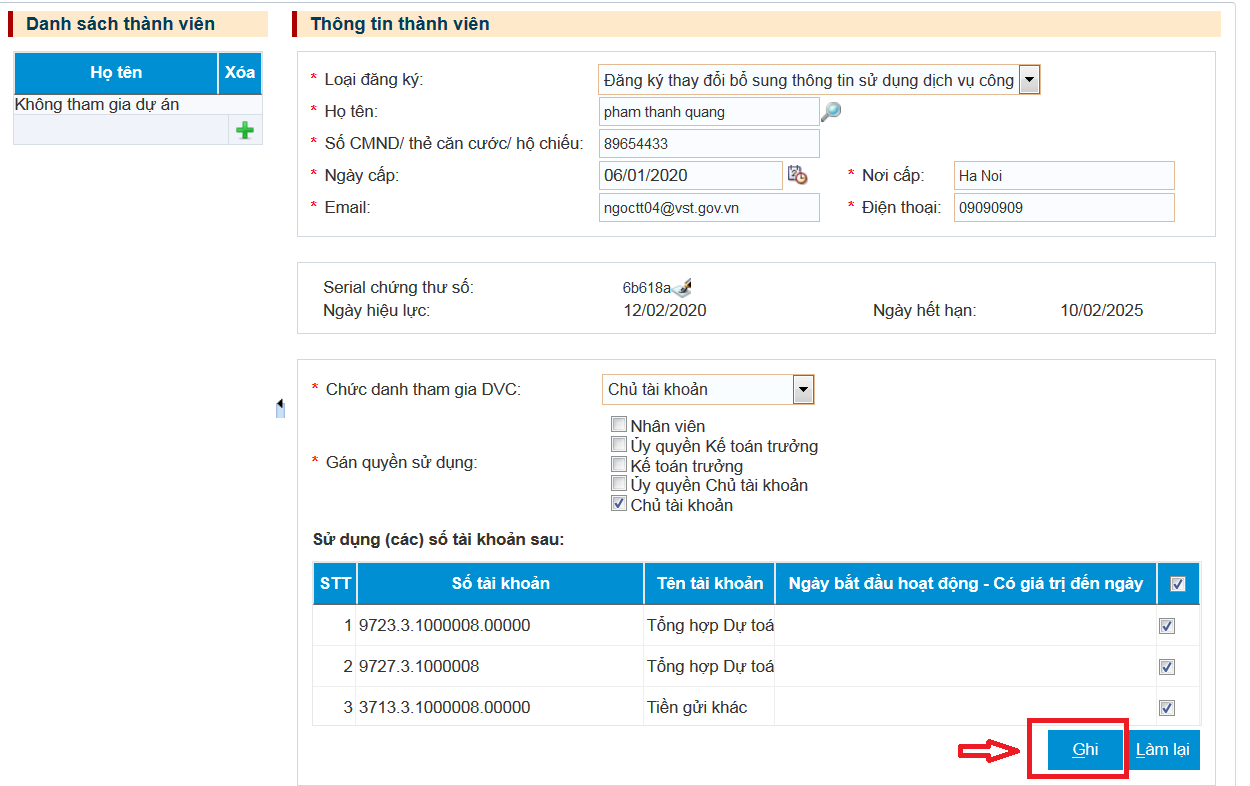 Danh sách thành viên
Họ tên Xóa
Không tham gia dự án
Thông tin thành viên
* Loại đăng ký: Đăng ký thay đổi bổ sung thông tin sử dụng dịch vụ công
* Họ tên: pham thanh quang
* Số CMND/ thẻ căn cước/ hộ chiếu: 89654433
* Ngày cấp: 06/01/2020 * Nơi cấp: Ha Noi
* Email: ngoctt04@vst.gov.vn * Điện thoại: 09090909
Serial chứng thư số: 6b618a
Ngày hiệu lực: 12/02/2020 Ngày hết hạn: 10/02/2025
* Chức danh tham gia DVC: Chủ tài khoản
* Gán quyền sử dụng:
Nhân viên
Ủy quyền Kế toán trưởng
Kế toán trưởng
Ủy quyền Chủ tài khoản
Chủ tài khoản
Sử dụng (các) số tài khoản sau:
STT Số tài khoản Tên tài khoản Ngày bắt đầu hoạt động - Có giá trị đến ngày
1 9723.3.1000008.00000 Tổng hợp Dự toá
2 9727.3.1000008 Tổng hợp Dự toá
3 3713.3.1000008.00000 Tiền gửi khác
Ghi Làm lại